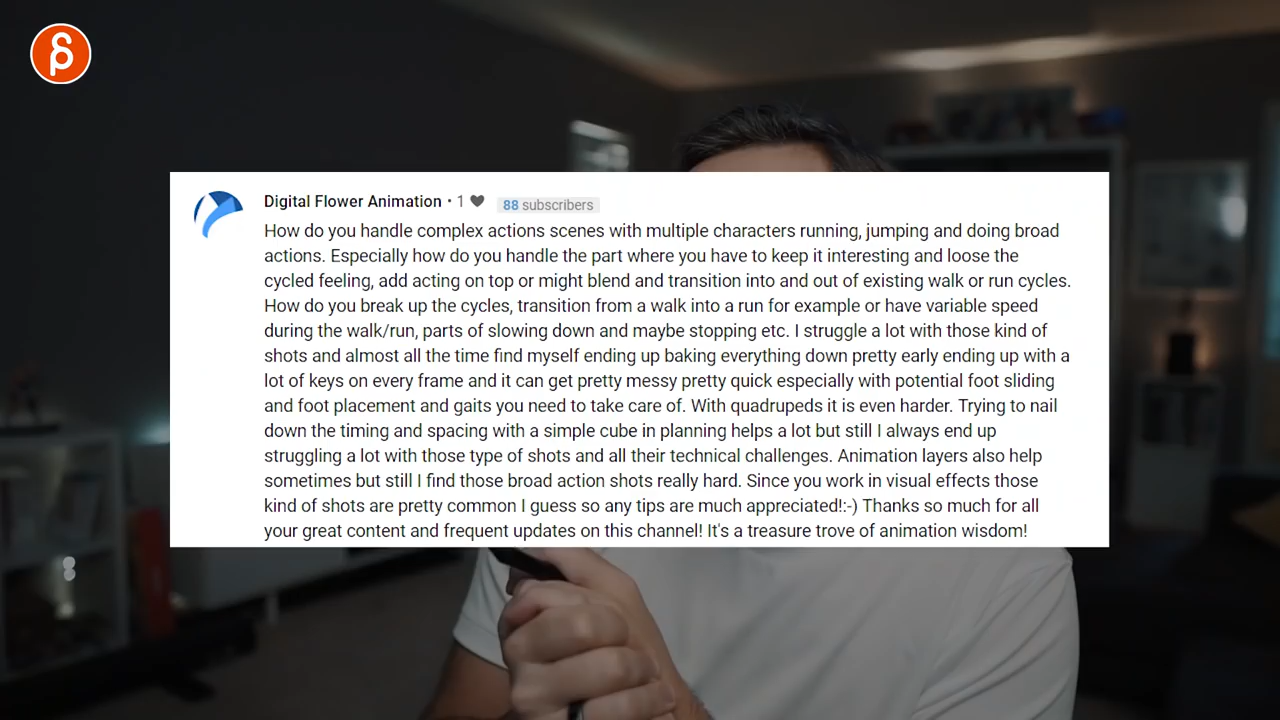 Digital Flower Animation • 1 ♥ 88 subscribers
How do you handle complex actions scenes with multiple characters running, jumping and doing broad
actions. Especially how do you handle the part where you have to keep it interesting and loose the
cycled feeling, add acting on top or might blend and transition into and out of existing walk or run cycles.
How do you break up the cycles, transition from a walk into a run for example or have variable speed
during the walk/run, parts of slowing down and maybe stopping etc. I struggle a lot with those kind of
shots and almost all the time find myself ending up baking everything down pretty early ending up with a
lot of keys on every frame and it can get pretty messy pretty quick especially with potential foot sliding
and foot placement and gaits you need to take care of. With quadrupeds it is even harder. Trying to nail
down the timing and spacing with a simple cube in planning helps a lot but still I always end up
struggling a lot with those type of shots and all their technical challenges. Animation layers also help
sometimes but still I find those broad action shots really hard. Since you work in visual effects those
kind of shots are pretty common I guess so any tips are much appreciated!:-) Thanks so much for all
your great content and frequent updates on this channel! It's a treasure trove of animation wisdom!